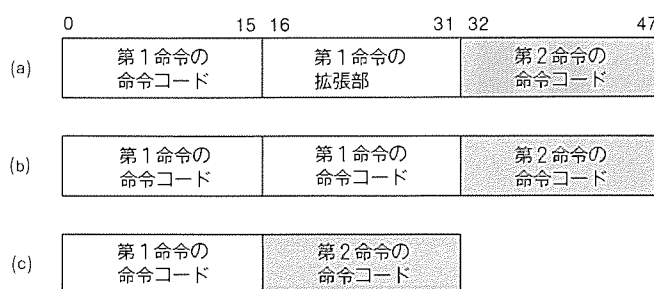 0 15 16 31 32 47
(a) 第1命令の 第1命令の 第2命令の
命令コード 拡張部 命令コード
(b) 第1命令の 第1命令の 第2命令の
命令コード 命令コード 命令コード
(c) 第1命令の 第2命令の
命令コード 命令コード